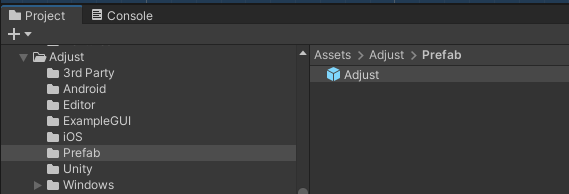 Project Console
Adjust
3rd Party
Android
Editor
ExampleGUI
iOS
Prefab
Unity
Windows
Assets > Adjust > Prefab
Adjust